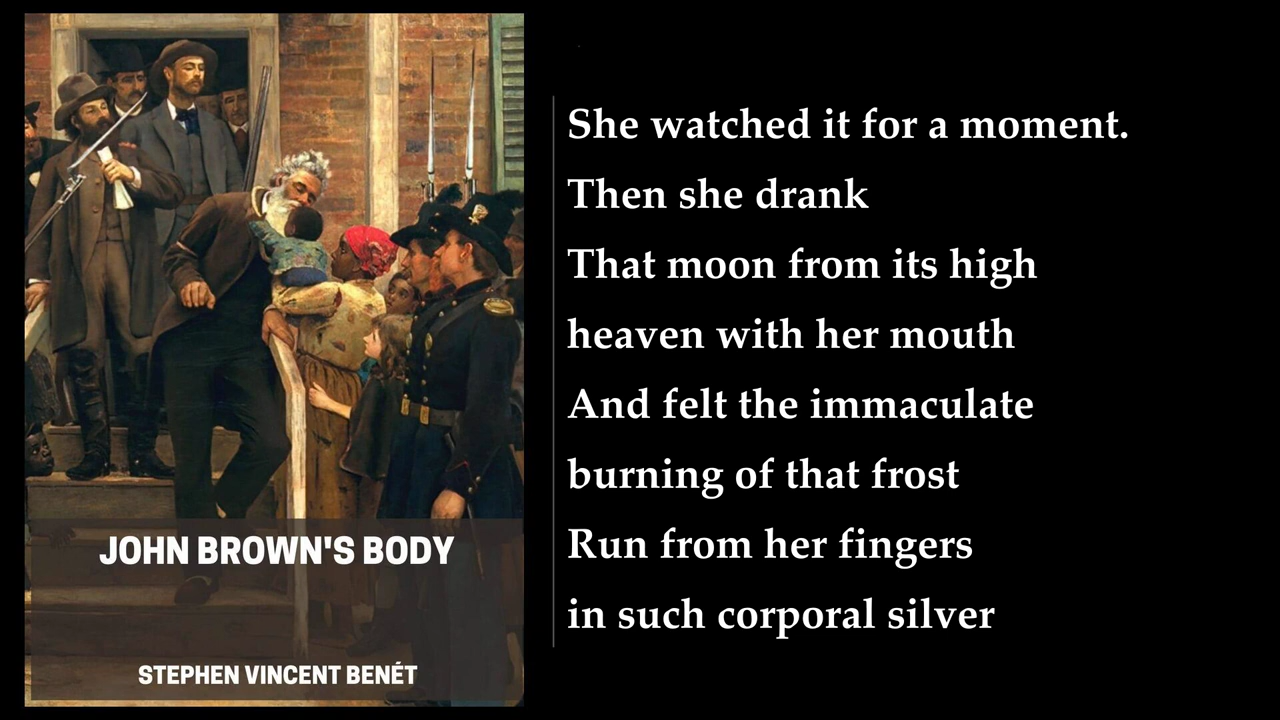 She watched it for a moment.
Then she drank
That moon from its high
heaven with her mouth
And felt the immaculate
burning of that frost
Run from her fingers
in such corporal silver
JOHN BROWN'S BODY
STEPHEN VINCENT BENÉT